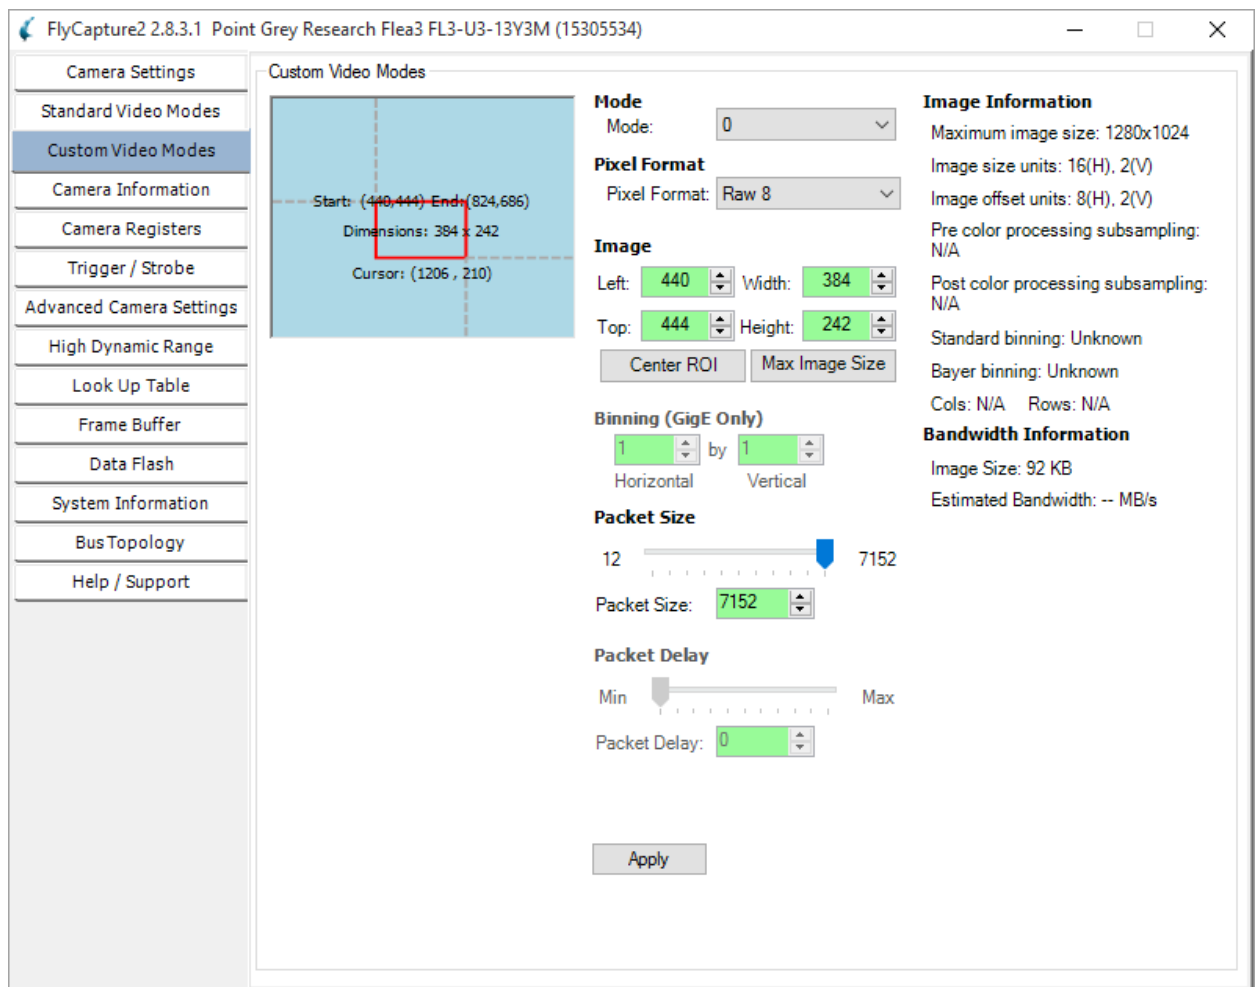 FlyCapture2 2.8.3.1 Point Grey Research Flea3 FL3-U3-13Y3M (15305534)
Camera Settings
Standard Video Modes
Custom Video Modes
Camera Information
Camera Registers
Trigger / Strobe
Advanced Camera Settings
High Dynamic Range
Look Up Table
Frame Buffer
Data Flash
System Information
Bus Topology
Help / Support
Custom Video Modes
Start: (440,444) End:(824,686)
Dimensions: 384 x 242
Cursor: (1206 , 210)
Mode
Mode: 0
Pixel Format
Pixel Format: Raw 8
Image
Left: 440 Width: 384
Top: 444 Height: 242
Center ROI Max Image Size
Binning (GigE Only)
1 by 1
Horizontal Vertical
Packet Size
12 7152
Packet Size: 7152
Packet Delay
Min Max
Packet Delay: 0
Apply
Image Information
Maximum image size: 1280x1024
Image size units: 16(H), 2(V)
Image offset units: 8(H), 2(V)
Pre color processing subsampling:
N/A
Post color processing subsampling:
N/A
Standard binning: Unknown
Bayer binning: Unknown
Cols: N/A Rows: N/A
Bandwidth Information
Image Size: 92 KB
Estimated Bandwidth: -- MB/s